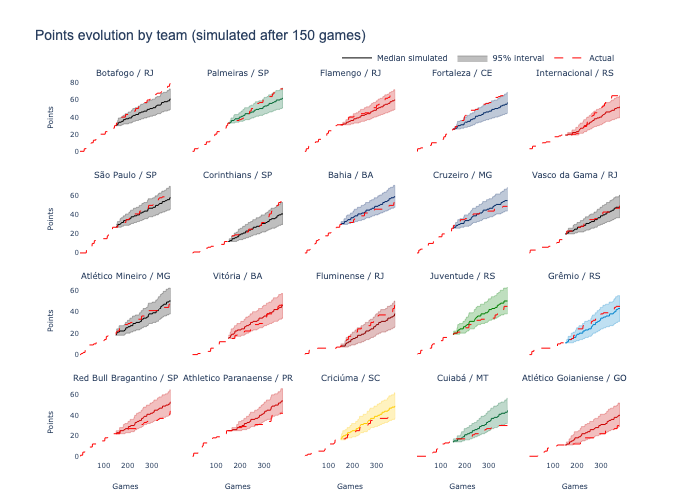 Points evolution by team (simulated after 150 games)
Median simulated 95% interval Actual
Botafogo / RJ Palmeiras / SP Flamengo / RJ Fortaleza / CE Internacional / RS
80
60
40
20
0
Points
São Paulo / SP Corinthians / SP Bahia / BA Cruzeiro / MG Vasco da Gama / RJ
60
40
20
0
Points
Atlético Mineiro / MG Vitória / BA Fluminense / RJ Juventude / RS Grêmio / RS
60
40
20
0
Points
Red Bull Bragantino / SP Athletico Paranaense / PR Criciúma / SC Cuiabá / MT Atlético Goianiense / GO
60
40
20
0
Points
100 200 300 100 200 300 100 200 300 100 200 300 100 200 300
Games Games Games Games Games